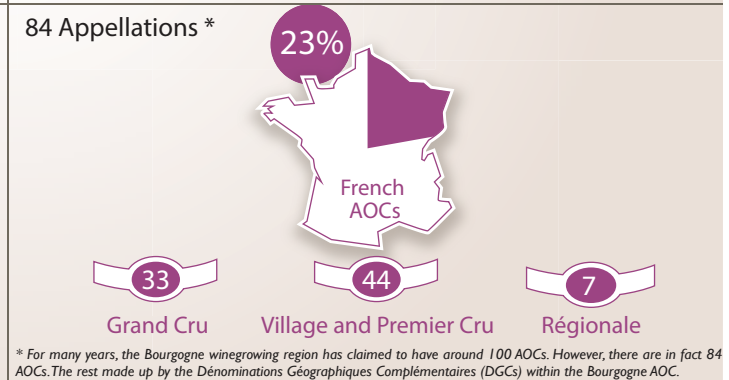 84 Appellations *
23%
French
AOCs
33
44
7
Grand Cru
Village and Premier Cru
Régionale
* For many years, the Bourgogne winegrowing region has claimed to have around 100 AOCs. However, there are in fact 84
AOCs. The rest made up by the Dénominations Géographiques Complémentaires (DGCs) within the Bourgogne AOC.